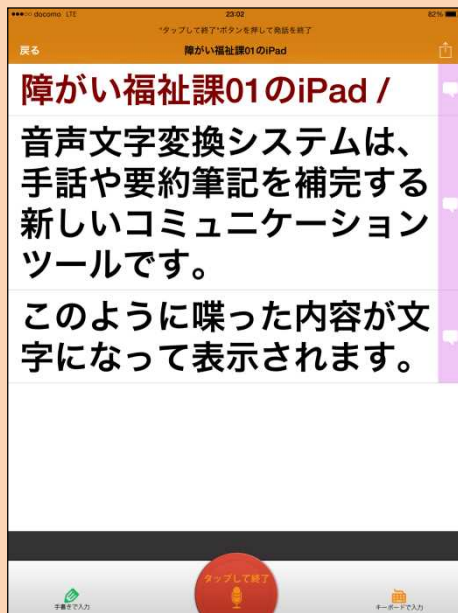 docomo LTE
23:02
82%
"タップして終了"ボタンを押して発話を終了
戻る
障がい福祉課01のiPad
障がい福祉課01のiPad /
音声文字変換システムは、
手話や要約筆記を補完する
新しいコミュニケーション
ツールです。
このように喋った内容が文
字になって表示されます。
タップして終了
手書きで入力
キーボードで入力